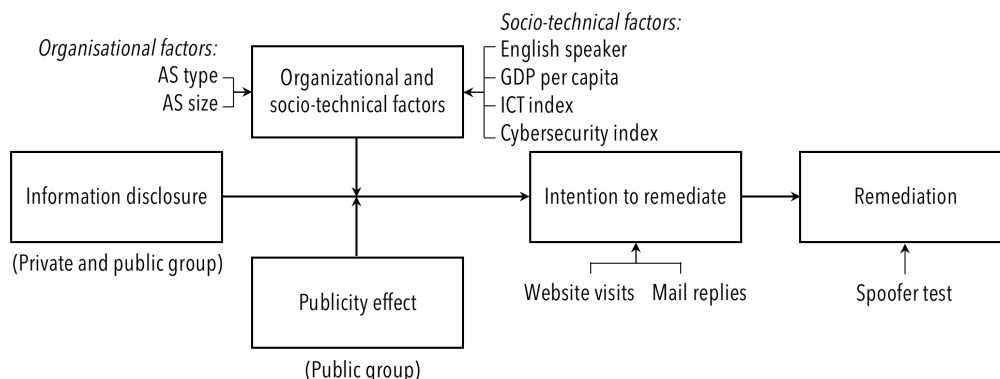 Organisational factors:
AS type
AS size
Organizational and
socio-technical factors
Socio-technical factors:
English speaker
GDP per capita
ICT index
Cybersecurity index
Information disclosure
(Private and public group)
Publicity effect
(Public group)
Intention to remediate
Website visits
Mail replies
Remediation
Spoofer test